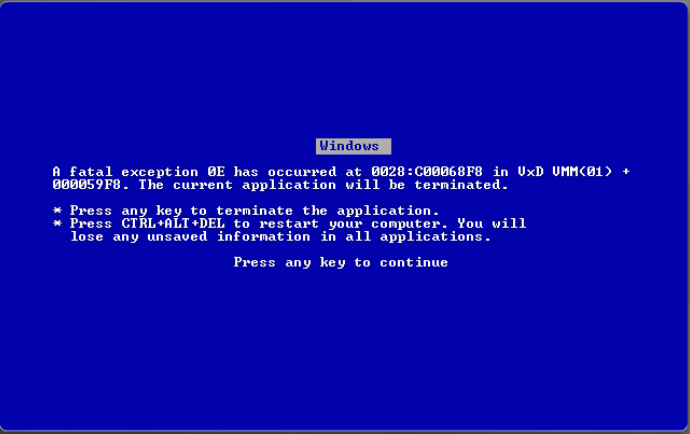 Windows
A fatal exception 0E has occurred at 0028:C00068F8 in VxD VMM(01) +
000059F8. The current application will be terminated.
* Press any key to terminate the application.
* Press CTRL+ALT+DEL to restart your computer. You will
lose any unsaved information in all applications.
Press any key to continue